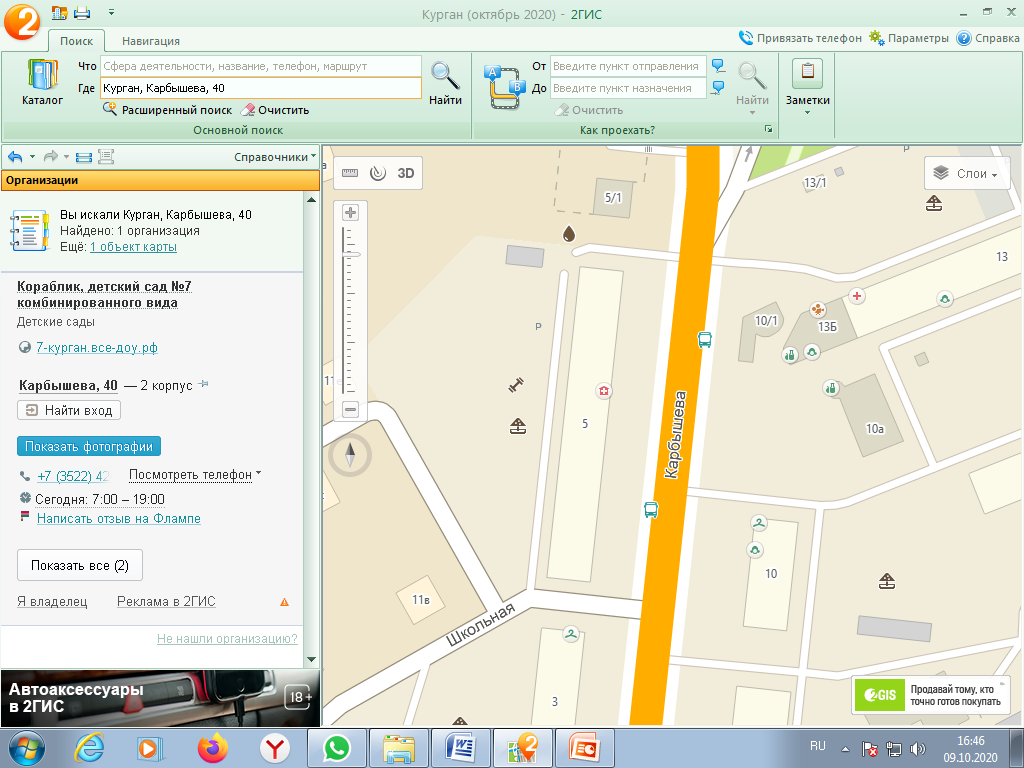 Курган (октябрь 2020) - 2ГИС
Поиск
Навигация
Привязать телефон
Параметры
Справка
Каталог
Что
Сфера деятельности, название, телефон, маршрут
Где
Курган, Карбышева, 40
Расширенный поиск
Очистить
Найти
Основной поиск
От
Введите пункт отправления
До
Введите пункт назначения
Очистить
Найти
Как проехать?
Заметки
Справочники
Организации
Вы искали Курган, Карбышева, 40
Найдено: 1 организация
Ещё: 1 объект карты
Кораблик, детский сад №7
комбинированного вида
Детские сады
7-курган.все-доу.рф
Карбышева, 40 — 2 корпус
Найти вход
Показать фотографии
+7 (3522) 42
Посмотреть телефон
Сегодня: 7:00 – 19:00
Написать отзыв на Флампе
Показать все (2)
Я владелец
Реклама в 2ГИС
Не нашли организацию?
Автоаксессуары
в 2ГИС
18+
3D
Слои
5/1
13/1
P
13
10/1
13Б
P
5
Карбышева
10а
10
11в
Школьная
3
2GIS
Продавай тому, кто
точно готов покупать
RU
16:46
09.10.2020